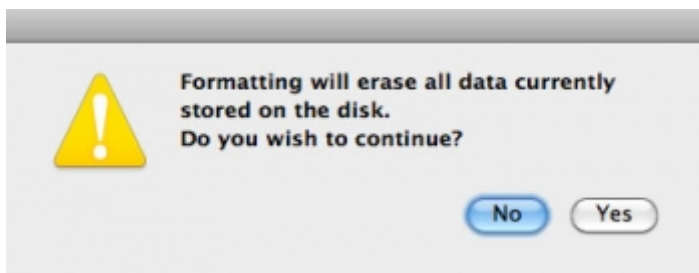 Formatting will erase all data currently
stored on the disk.
Do you wish to continue?
No Yes